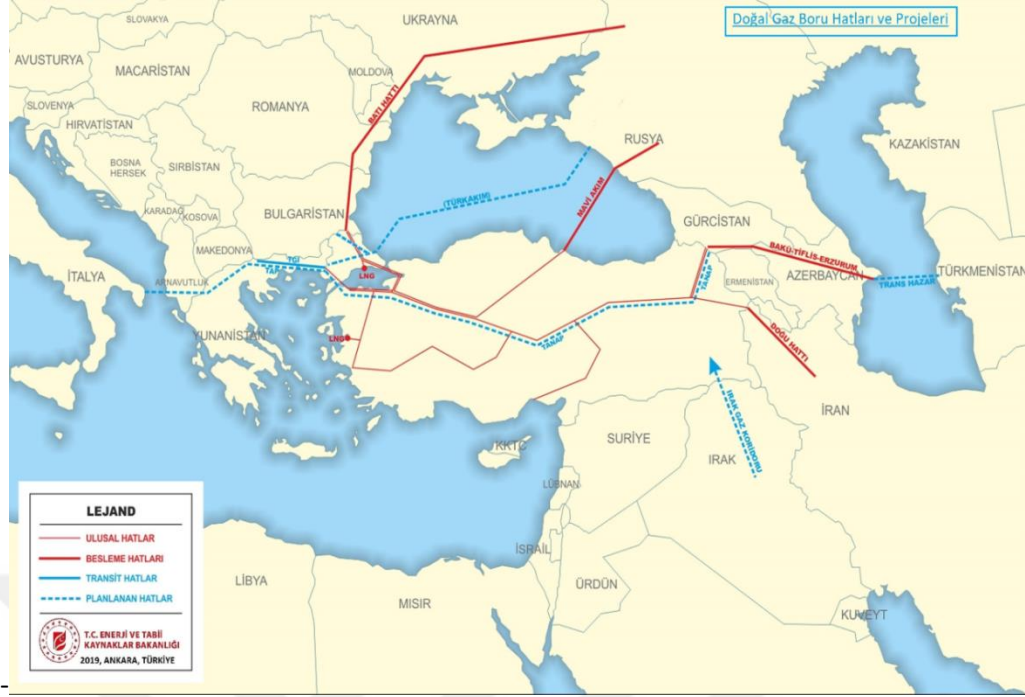 SLOVAKYA
UKRAYNA
Doğal Gaz Boru Hatları ve Projeleri
AVUSTURYA
MACARİSTAN
MOLDOVA
SLOVENYA
HIRVATİSTAN
ROMANYA
BATI HATTI
RUSYA
KAZAKİSTAN
BOSNA
HERSEK
SIRBİSTAN
MAVİ AKIM
(TÜRKAKIM)
KARADAĞ
KOSOVA
BULGARİSTAN
GÜRCİSTAN
MAKEDONYA
BAKÜ-TİFLİS-ERZURUM
İTALYA
ARNAVUTLUK
TGI
TAP
LNG
TANAP
ERMENİSTAN
AZERBAYCAN
TRANS HAZAR
TÜRKMENİSTAN
YUNANİSTAN
LNG
TANAP
DOĞU HATTI
IRAK GAZ KORİDORU
İRAN
KKTC
SURİYE
IRAK
LÜBNAN
İSRAİL
ÜRDÜN
LİBYA
MISIR
KUVEYT
LEJAND
ULUSAL HATLAR
BESLEME HATLARI
TRANSİT HATLAR
PLANLANAN HATLAR
T.C. ENERJİ VE TABİİ
KAYNAKLAR BAKANLIĞI
2019, ANKARA, TÜRKİYE
-